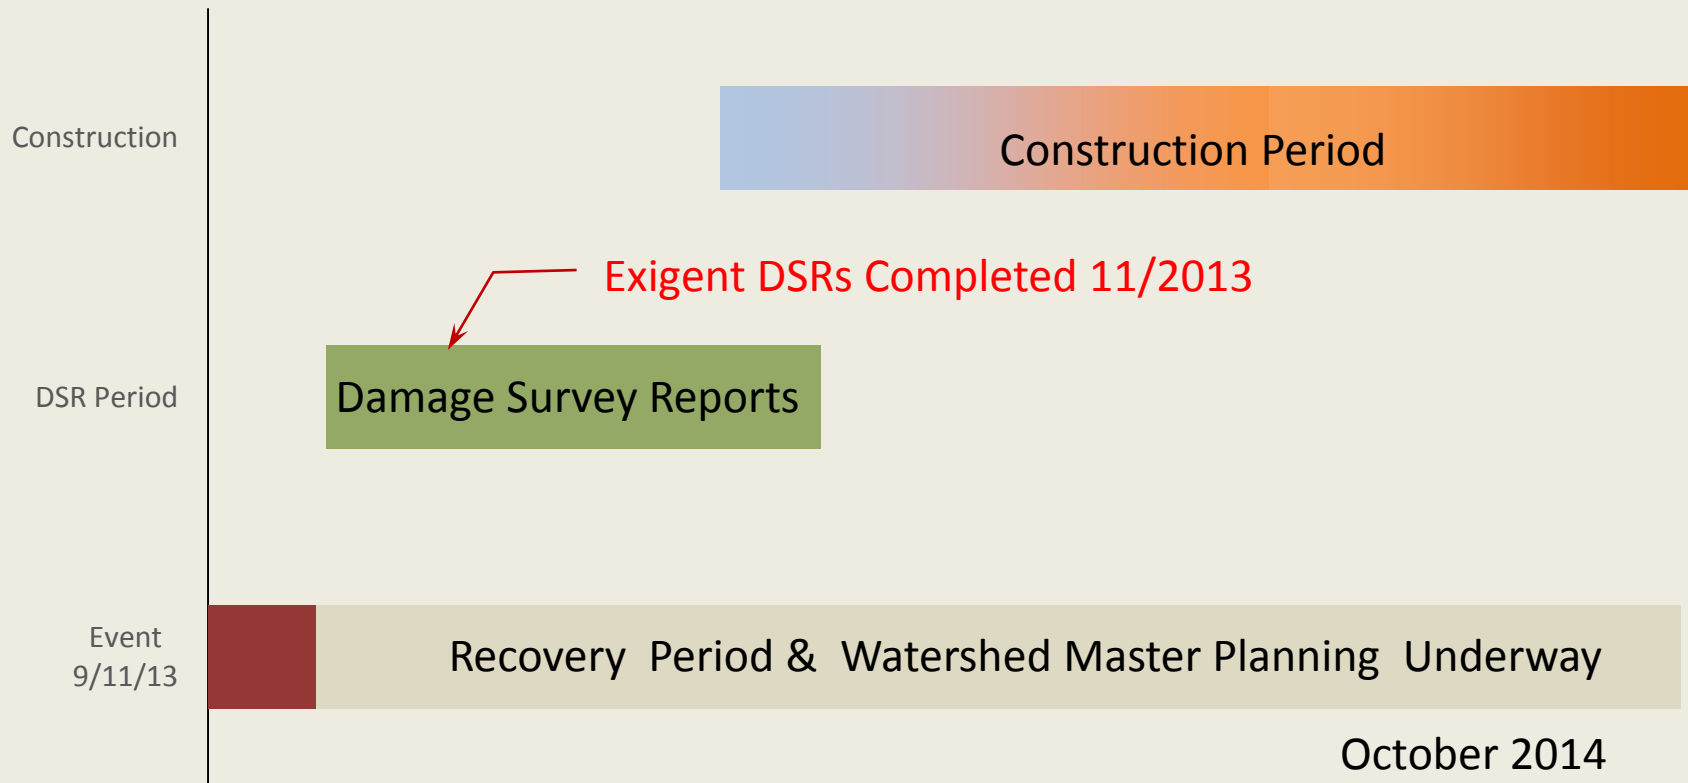 Construction
Construction Period
Exigent DSRs Completed 11/2013
DSR Period
Damage Survey Reports
Event
9/11/13
Recovery Period & Watershed Master Planning Underway
October 2014